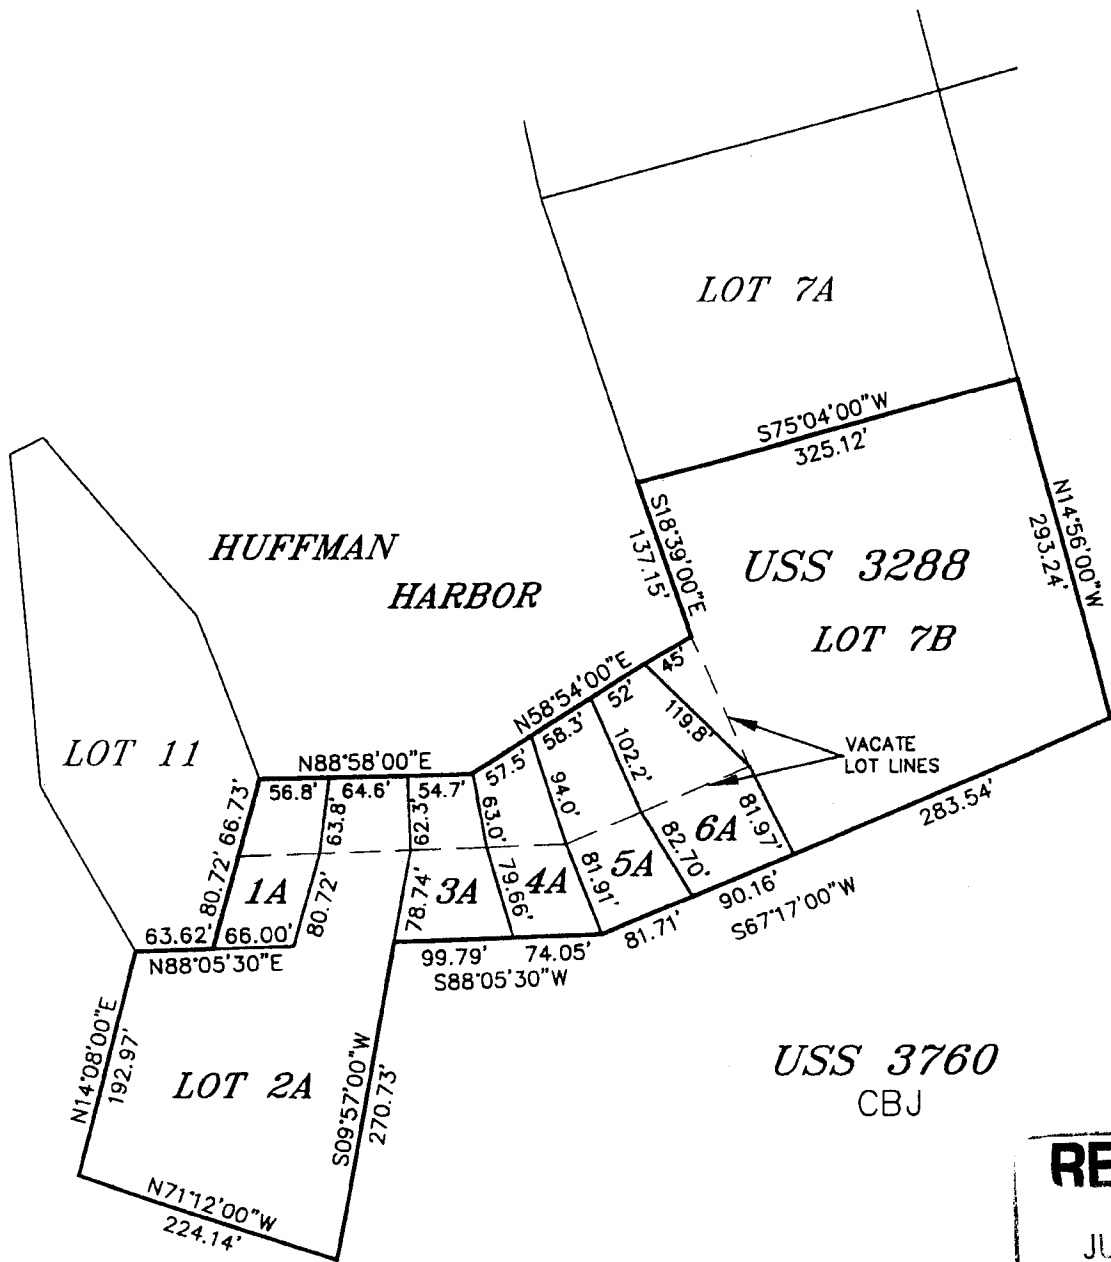 LOT 7A
S75°04'00"W
325.12'
N14°56'00"W
293.24'
S18°39'00"E
137.15'
HUFFMAN
HARBOR
USS 3288
LOT 7B
N58°54'00"E
45'
52'
58.3'
57.5'
119.8'
102.2'
94.0'
63.0'
VACATE
LOT LINES
LOT 11
N88°58'00"E
56.8'
64.6'
54.7'
66.73'
63.8'
62.3'
80.72'
1A
80.72'
78.74'
3A
79.66'
4A
81.91'
5A
82.70'
6A
81.97'
283.54'
90.16'
S67°17'00"W
81.71'
63.62'
66.00'
N88°05'30"E
99.79'
74.05'
S88°05'30"W
N14°08'00"E
192.97'
LOT 2A
S09°57'00"W
270.73'
N71°12'00"W
224.14'
USS 3760
CBJ
RE
JU